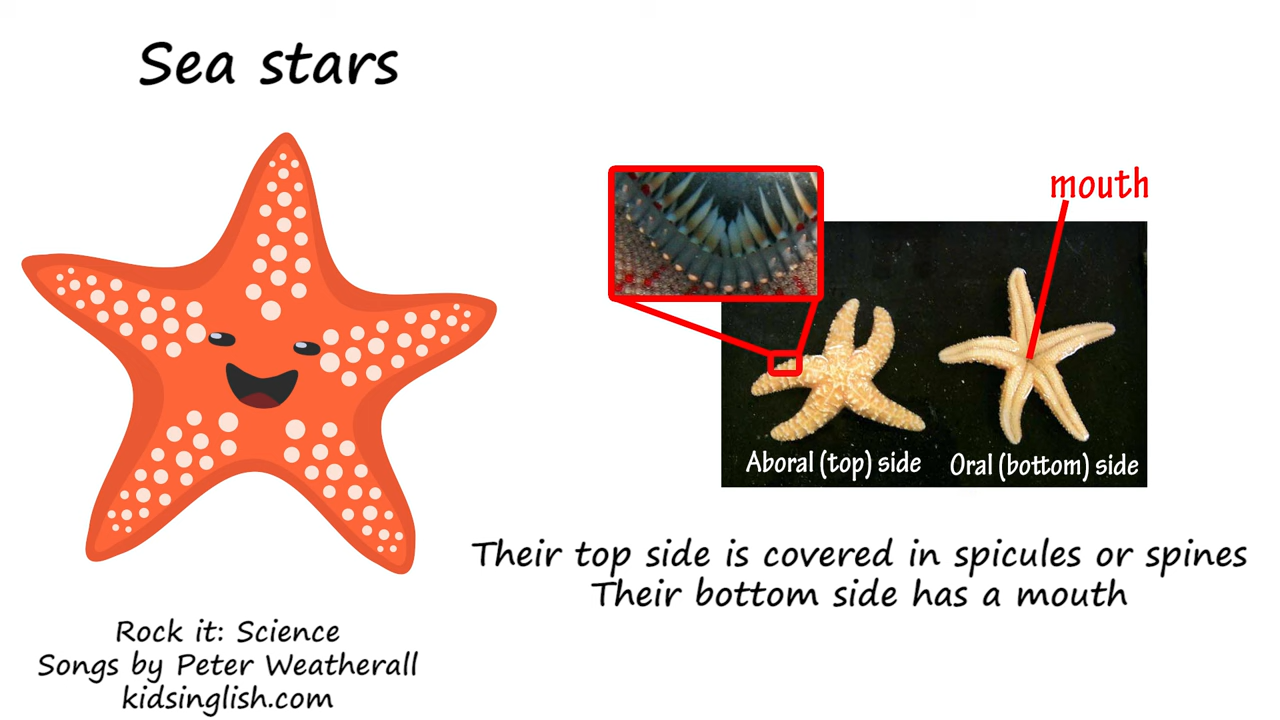 Sea stars
mouth
Aboral (top) side
Oral (bottom) side
Their top side is covered in spicules or spines
Their bottom side has a mouth
Rock it: Science
Songs by Peter Weatherall
kidsinglish.com